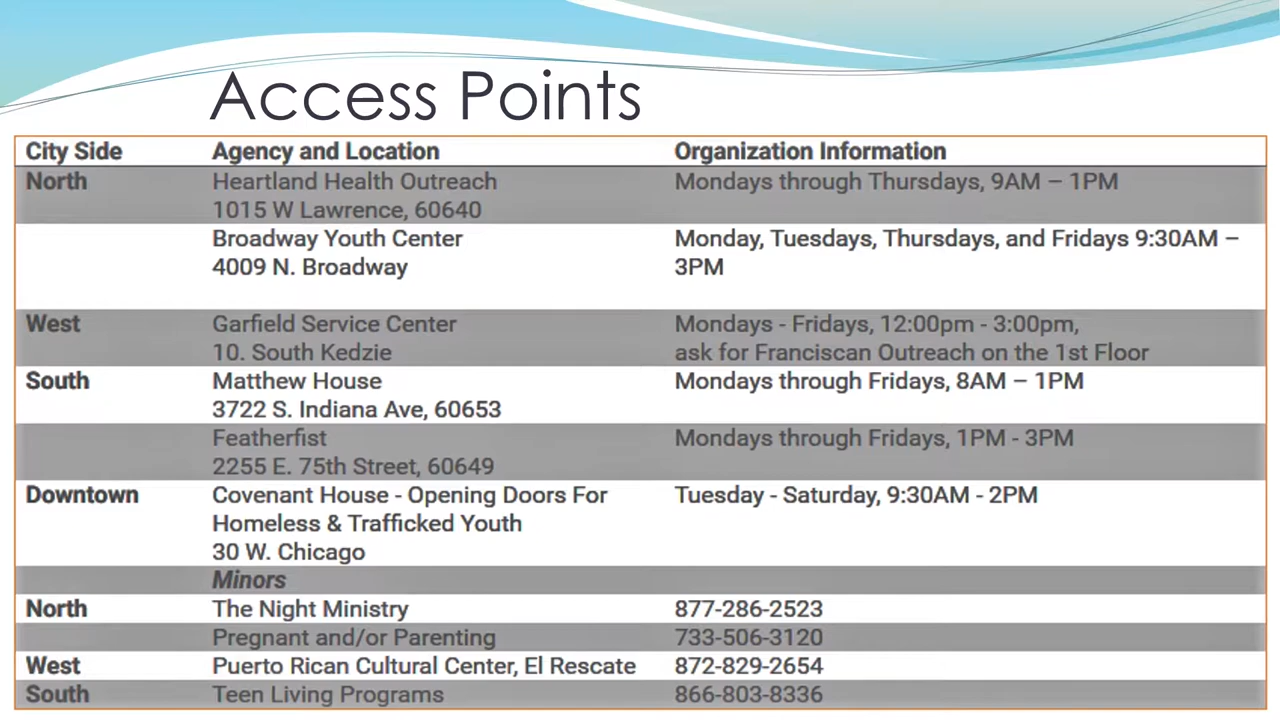 Access Points
City Side Agency and Location Organization Information
North Heartland Health Outreach Mondays through Thursdays, 9AM – 1PM
1015 W Lawrence, 60640
Broadway Youth Center Monday, Tuesdays, Thursdays, and Fridays 9:30AM –
4009 N. Broadway 3PM
West Garfield Service Center Mondays - Fridays, 12:00pm - 3:00pm,
10. South Kedzie ask for Franciscan Outreach on the 1st Floor
South Matthew House Mondays through Fridays, 8AM – 1PM
3722 S. Indiana Ave, 60653
Featherfist Mondays through Fridays, 1PM - 3PM
2255 E. 75th Street, 60649
Downtown Covenant House - Opening Doors For Tuesday - Saturday, 9:30AM - 2PM
Homeless & Trafficked Youth
30 W. Chicago
Minors
North The Night Ministry 877-286-2523
Pregnant and/or Parenting 733-506-3120
West Puerto Rican Cultural Center, El Rescate 872-829-2654
South Teen Living Programs 866-803-8336